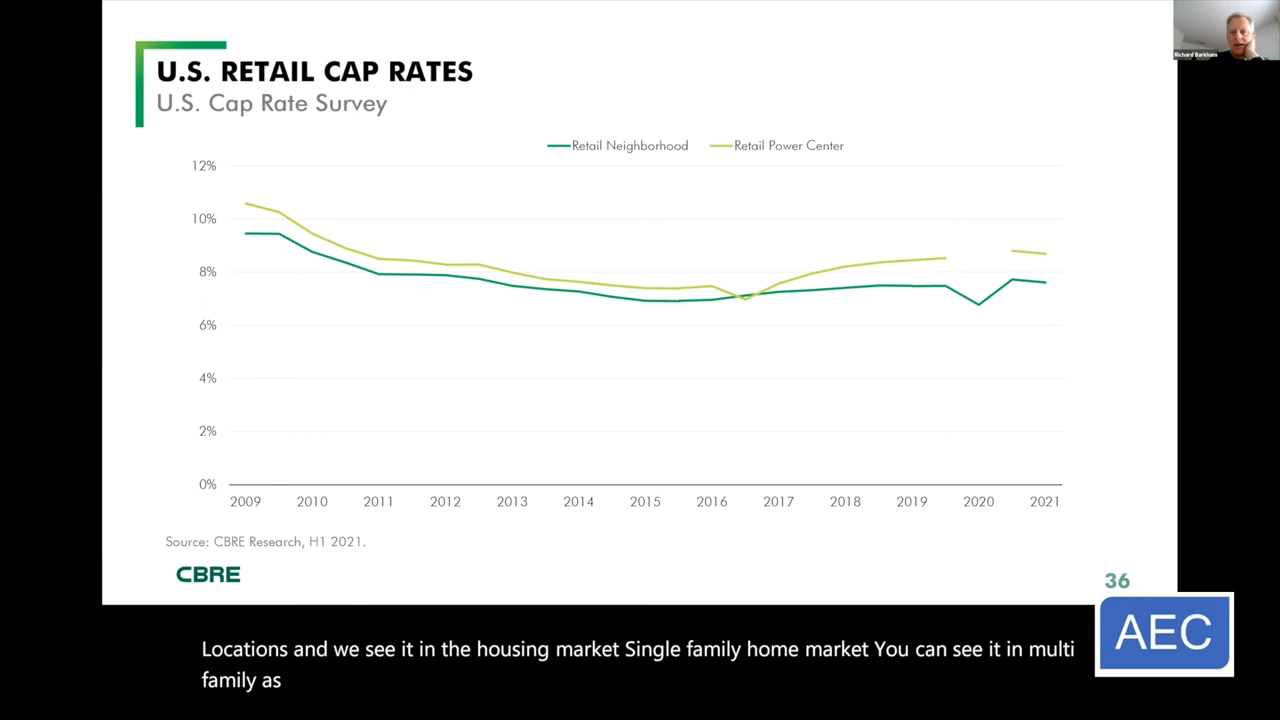 U.S. RETAIL CAP RATES
U.S. Cap Rate Survey
Richard Barkham
Retail Neighborhood Retail Power Center
12%
10%
8%
6%
4%
2%
0%
2009 2010 2011 2012 2013 2014 2015 2016 2017 2018 2019 2020 2021
Source: CBRE Research, H1 2021.
CBRE
36
AEC
Locations and we see it in the housing market Single family home market You can see it in multi
family as